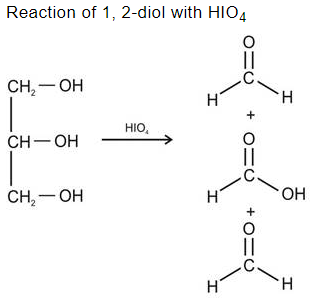 Reaction of 1, 2-diol with HIO₄
CH₂—OH
CH—OH
CH₂—OH
HIO₄
O
C
H
H
+
O
C
H
OH
+
O
C
H
H